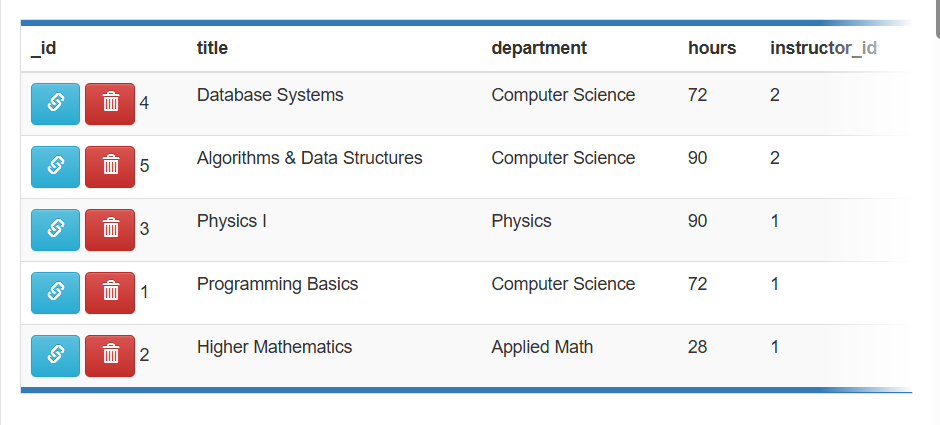 _id title department hours instructor_id
4 Database Systems Computer Science 72 2
5 Algorithms & Data Structures Computer Science 90 2
3 Physics I Physics 90 1
1 Programming Basics Computer Science 72 1
2 Higher Mathematics Applied Math 28 1